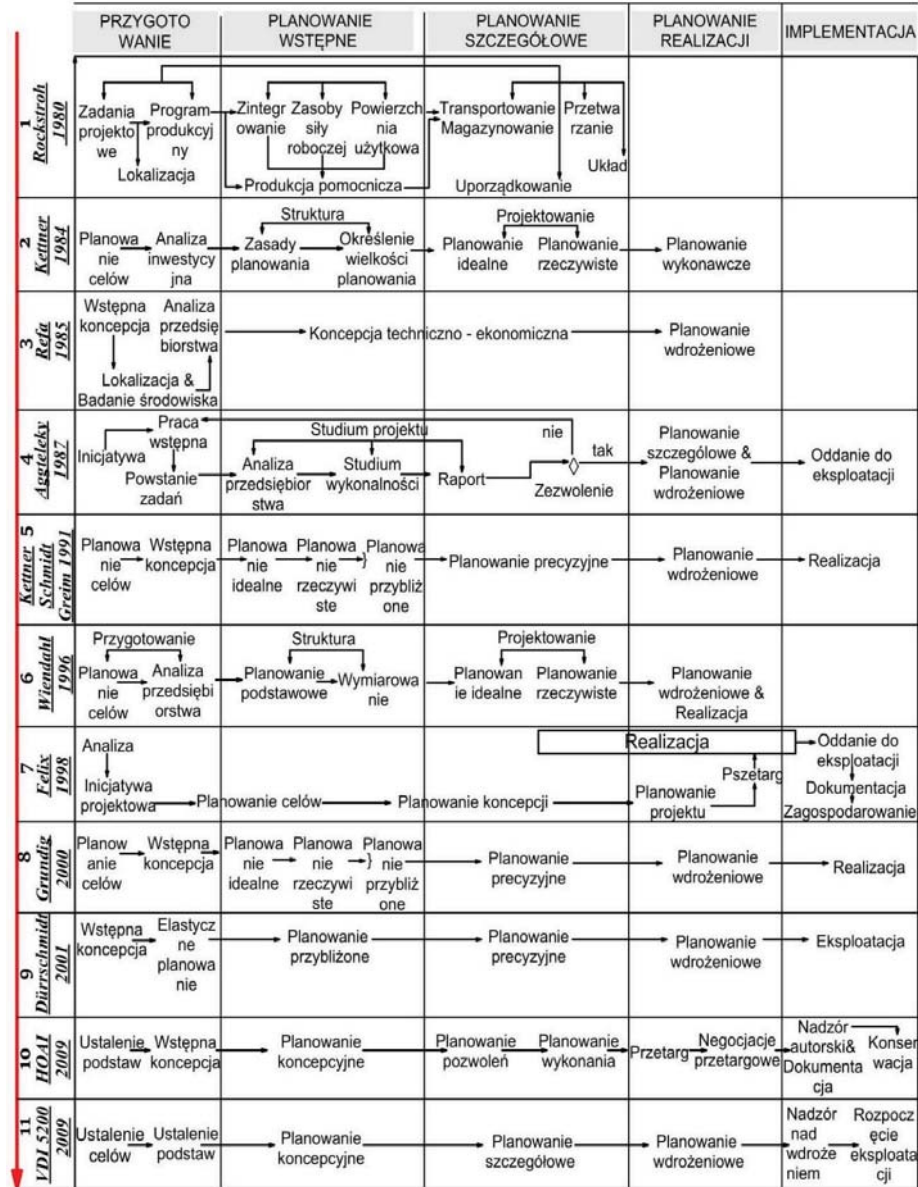 PRZYGOTO
WANIE
PLANOWANIE
WSTĘPNE
PLANOWANIE
SZCZEGÓŁOWE
PLANOWANIE
REALIZACJI
IMPLEMENTACJA
1
Rockstroh
1980
Zadania
projekto
we
Program
produkcyj
ny
Lokalizacja
Zintegr
owanie
Zasoby
siły
roboczej
Powierzch
nia
użytkowa
Produkcja pomocnicza
Transportowanie
Magazynowanie
Przetwa
rzanie
Układ
Uporządkowanie
2
Kettner
1984
Planowa
nie
celów
Analiza
inwestycy
jna
Struktura
Zasady
planowania
Określenie
wielkości
planowania
Projektowanie
Planowanie
idealne
Planowanie
rzeczywiste
Planowanie
wykonawcze
3
Refa
1985
Wstępna
koncepcja
Analiza
przedsię
biorstwa
Lokalizacja &
Badanie środowiska
Koncepcja techniczno - ekonomiczna
Planowanie
wdrożeniowe
4
Aggteleky
1987
Praca
wstępna
Inicjatywa
Powstanie
zadań
Studium projektu
Analiza
przedsiębior
stwa
Studium
wykonalności
Raport
nie
tak
Zezwolenie
Planowanie
szczegółowe &
Planowanie
wdrożeniowe
Oddanie do
eksploatacji
5
Kettner
Schmidt
Greim 1991
Planowa
nie
celów
Wstępna
koncepcja
Planowa
nie
idealne
Planowa
nie
rzeczywi
ste
} Planowa
nie
przybliż
one
Planowanie precyzyjne
Planowanie
wdrożeniowe
Realizacja
6
Wiendahl
1996
Przygotowanie
Planowa
nie
celów
Analiza
przedsiębi
orstwa
Struktura
Planowanie
podstawowe
Wymiarowa
nie
Projektowanie
Planowan
ie idealne
Planowanie
rzeczywiste
Planowanie
wdrożeniowe &
Realizacja
7
Felix
1998
Analiza
Inicjatywa
projektowa
Planowanie celów
Planowanie koncepcji
Realizacja
Pszetarg
Planowanie
projektu
Oddanie do
eksploatacji
Dokumentacja
Zagospodarowanie
8
Grundig
2000
Planow
anie
celów
Wstępna
koncepcja
Planowa
nie
idealne
Planowa
nie
rzeczywi
ste
} Planowa
nie
przybliż
one
Planowanie
precyzyjne
Planowanie
wdrożeniowe
Realizacja
9
Dürrschmidt
2001
Wstępna
koncepcja
Elastycz
ne
planowa
nie
Planowanie
przybliżone
Planowanie
precyzyjne
Planowanie
wdrożeniowe
Eksploatacja
10
HOAI
2009
Ustalenie
podstaw
Wstępna
koncepcja
Planowanie
koncepcyjne
Planowanie
pozwoleń
Planowanie
wykonania
Przetarg
Negocjacje
przetargowe
Nadzór
autorski&
Dokumenta
cja
Konser
wacja
11
VDI 5200
2009
Ustalenie
celów
Ustalenie
podstaw
Planowanie
koncepcyjne
Planowanie
szczegółowe
Planowanie
wdrożeniowe
Nadzór
nad
wdroże
niem
Rozpocz
ęcie
eksploata
cji